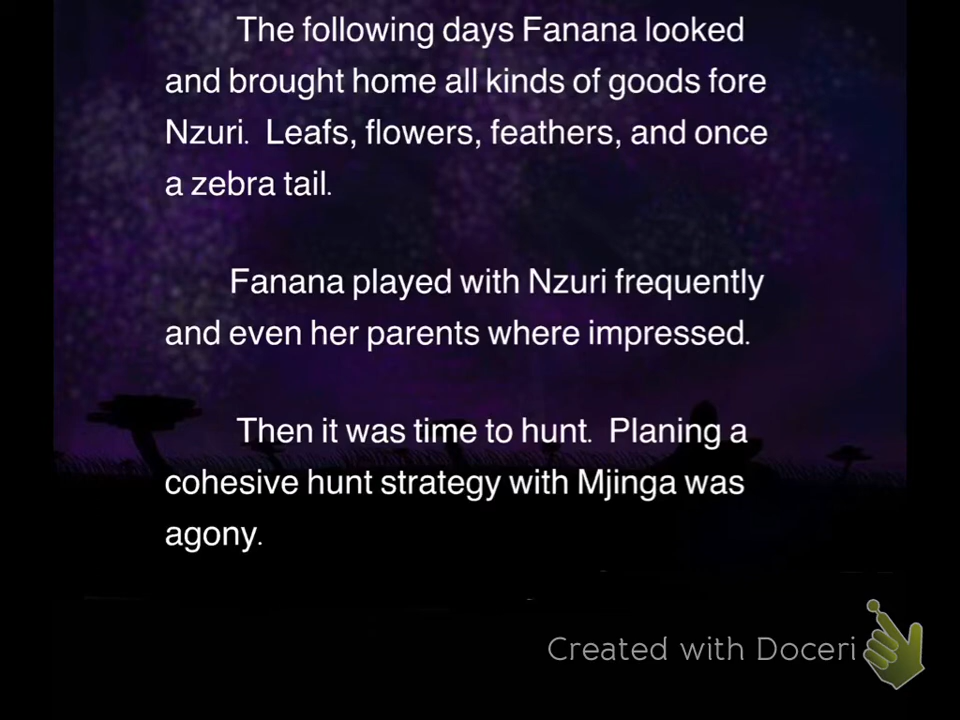 The following days Fanana looked
and brought home all kinds of goods fore
Nzuri. Leafs, flowers, feathers, and once
a zebra tail.
Fanana played with Nzuri frequently
and even her parents where impressed.
Then it was time to hunt. Planing a
cohesive hunt strategy with Mjinga was
agony.
Created with Doceri